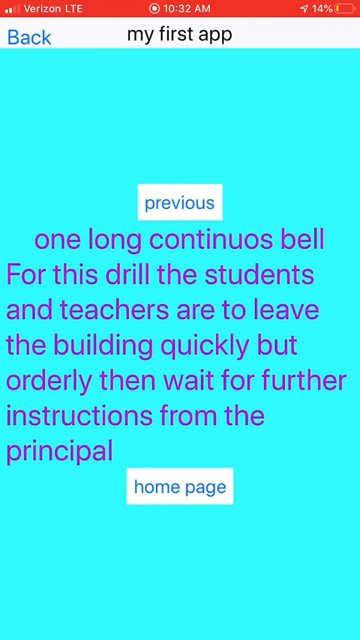 Verizon LTE 10:32 AM 14%
Back my first app
previous
one long continuos bell
For this drill the students
and teachers are to leave
the building quickly but
orderly then wait for further
instructions from the
principal
home page